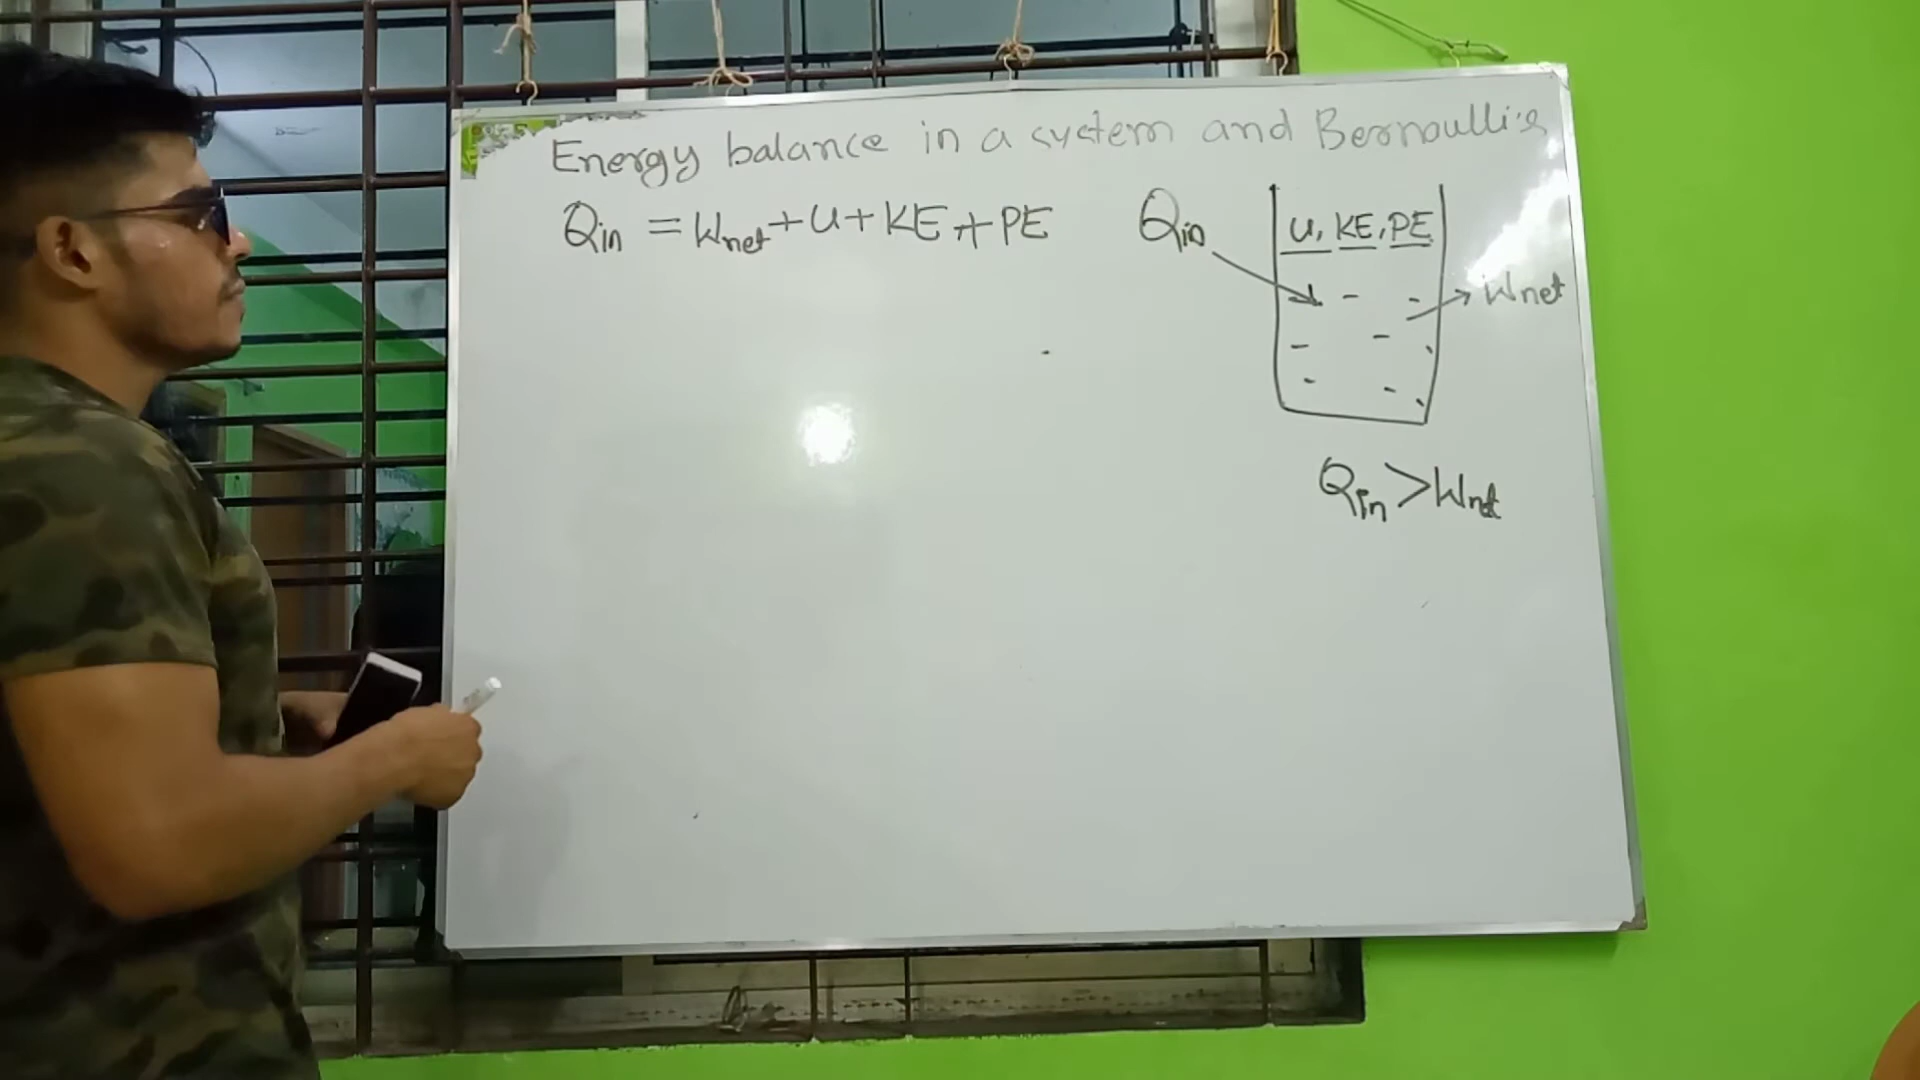 Energy balance in a system and Bernoulli's
Qin = Wnet + U + KE + PE
Qin
U, KE, PE
Wnet
Qin > Wnet